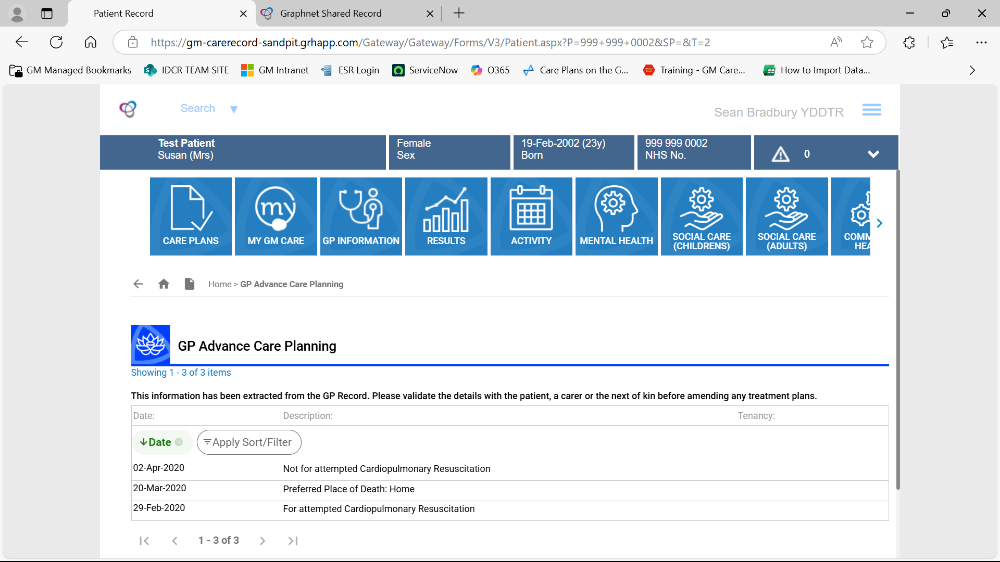 Patient Record
Graphnet Shared Record
https://gm-carerecord-sandpit.grhapp.com/Gateway/Gateway/Forms/V3/Patient.aspx?P=999+999+0002&SP=&T=2
GM Managed Bookmarks
IDCR TEAM SITE
GM Intranet
ESR Login
ServiceNow
O365
Care Plans on the G...
Training - GM Care...
How to Import Data...
Search
Sean Bradbury YDDTR
Test Patient
Susan (Mrs)
Female
Sex
19-Feb-2002 (23y)
Born
999 999 0002
NHS No.
0
CARE PLANS
my
MY GM CARE
GP INFORMATION
RESULTS
ACTIVITY
MENTAL HEALTH
SOCIAL CARE
(CHILDRENS)
SOCIAL CARE
(ADULTS)
COMM
HEA
Home > GP Advance Care Planning
GP Advance Care Planning
Showing 1 - 3 of 3 items
This information has been extracted from the GP Record. Please validate the details with the patient, a carer or the next of kin before amending any treatment plans.
Date: Description: Tenancy:
Date Apply Sort/Filter
02-Apr-2020 Not for attempted Cardiopulmonary Resuscitation
20-Mar-2020 Preferred Place of Death: Home
29-Feb-2020 For attempted Cardiopulmonary Resuscitation
1 - 3 of 3